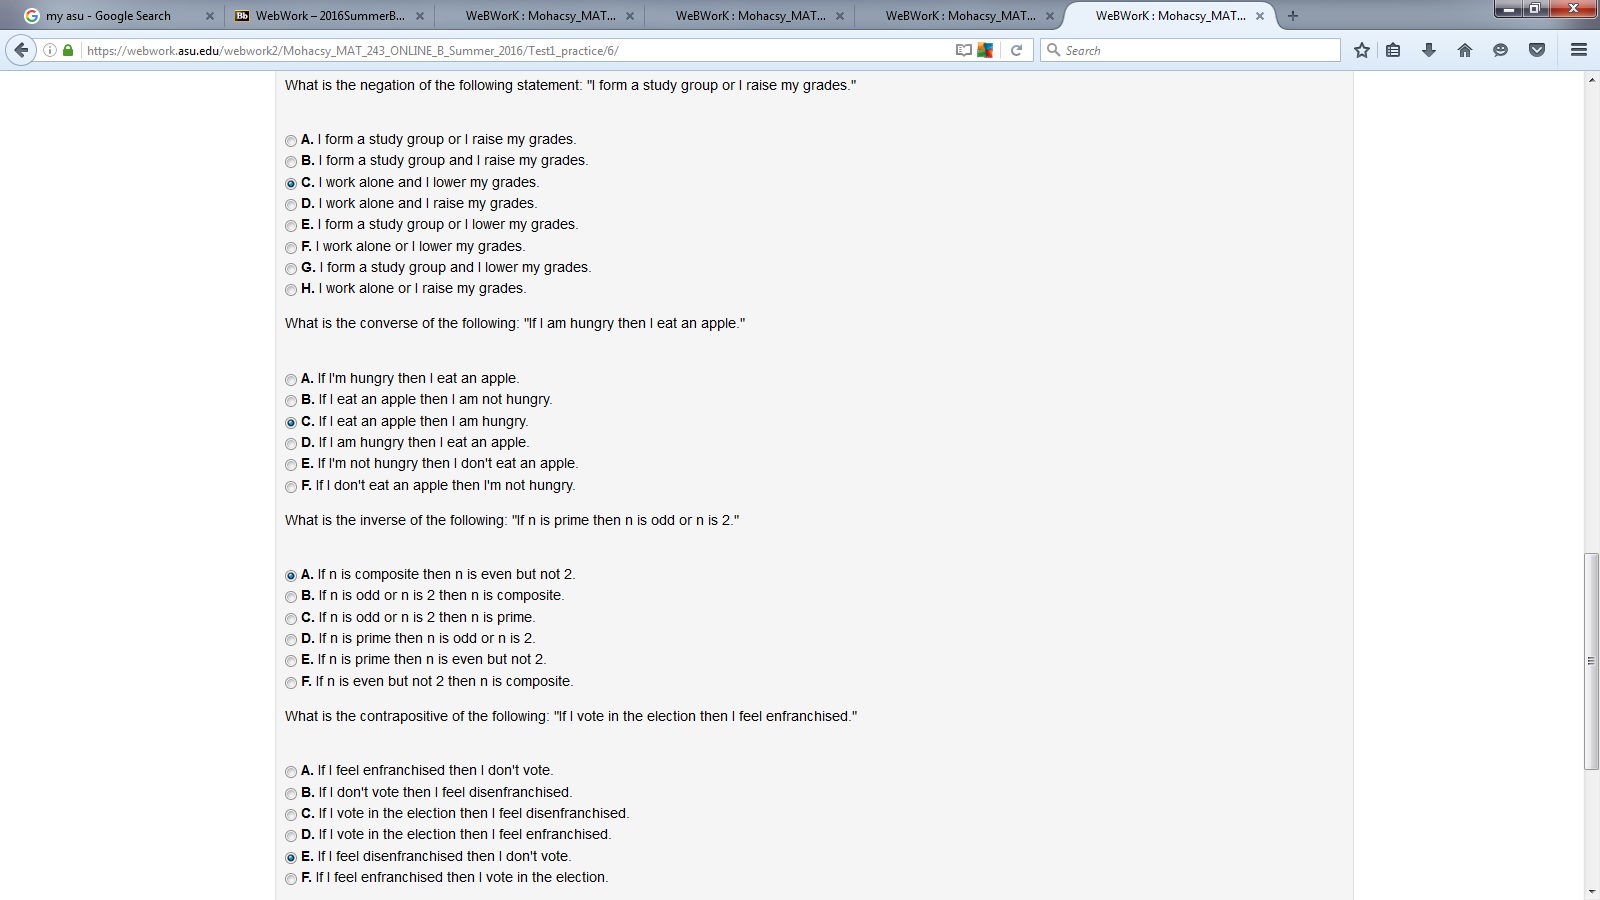 my asu - Google Search
WebWork – 2016SummerB...
WeBWorK : Mohacsy_MAT...
WeBWorK : Mohacsy_MAT...
WeBWorK : Mohacsy_MAT...
WeBWorK : Mohacsy_MAT...
https://webwork.asu.edu/webwork2/Mohacsy_MAT_243_ONLINE_B_Summer_2016/Test1_practice/6/
Search
What is the negation of the following statement: "I form a study group or I raise my grades."
A. I form a study group or I raise my grades.
B. I form a study group and I raise my grades.
C. I work alone and I lower my grades.
D. I work alone and I raise my grades.
E. I form a study group or I lower my grades.
F. I work alone or I lower my grades.
G. I form a study group and I lower my grades.
H. I work alone or I raise my grades.
What is the converse of the following: "If I am hungry then I eat an apple."
A. If I'm hungry then I eat an apple.
B. If I eat an apple then I am not hungry.
C. If I eat an apple then I am hungry.
D. If I am hungry then I eat an apple.
E. If I'm not hungry then I don't eat an apple.
F. If I don't eat an apple then I'm not hungry.
What is the inverse of the following: "If n is prime then n is odd or n is 2."
A. If n is composite then n is even but not 2.
B. If n is odd or n is 2 then n is composite.
C. If n is odd or n is 2 then n is prime.
D. If n is prime then n is odd or n is 2.
E. If n is prime then n is even but not 2.
F. If n is even but not 2 then n is composite.
What is the contrapositive of the following: "If I vote in the election then I feel enfranchised."
A. If I feel enfranchised then I don't vote.
B. If I don't vote then I feel disenfranchised.
C. If I vote in the election then I feel disenfranchised.
D. If I vote in the election then I feel enfranchised.
E. If I feel disenfranchised then I don't vote.
F. If I feel enfranchised then I vote in the election.